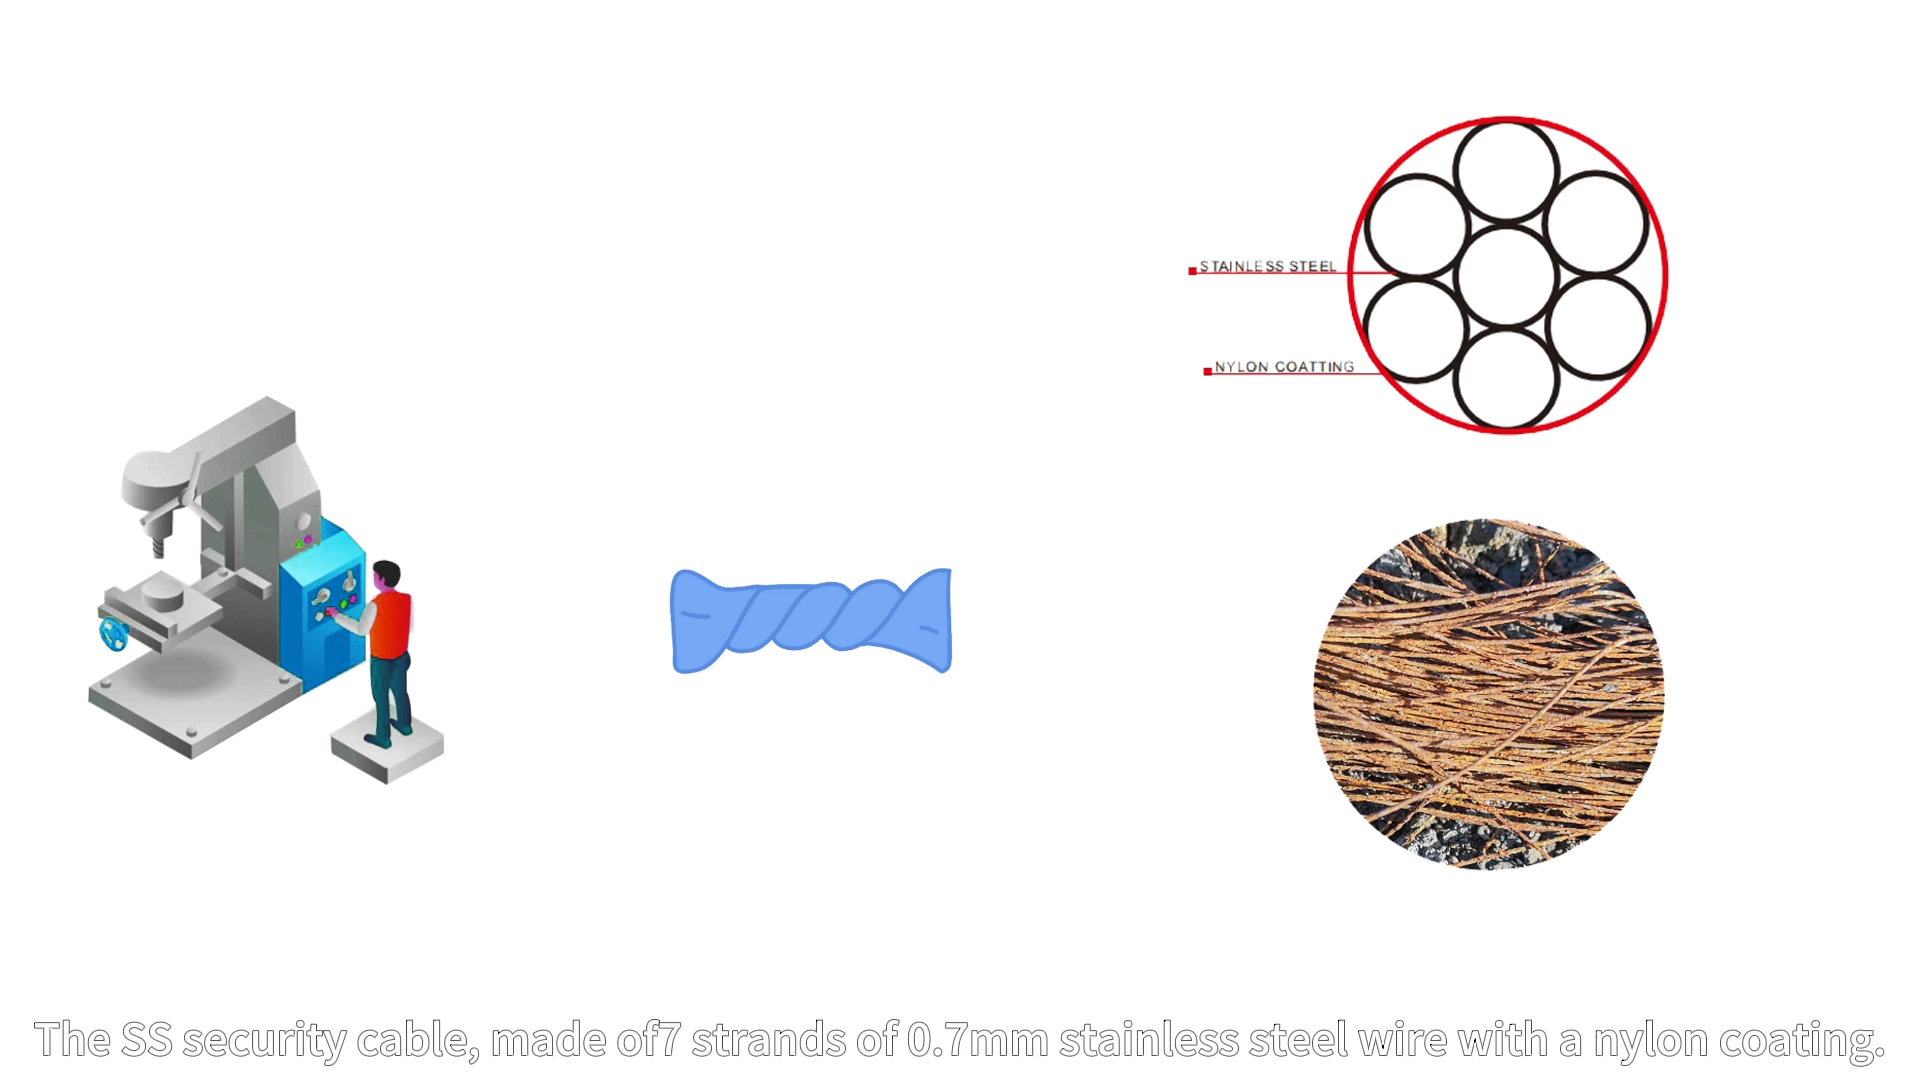 STAINLESS STEEL
NYLON COATTING
The SS security cable, made of7 strands of 0.7mm stainless steel wire with a nylon coating.